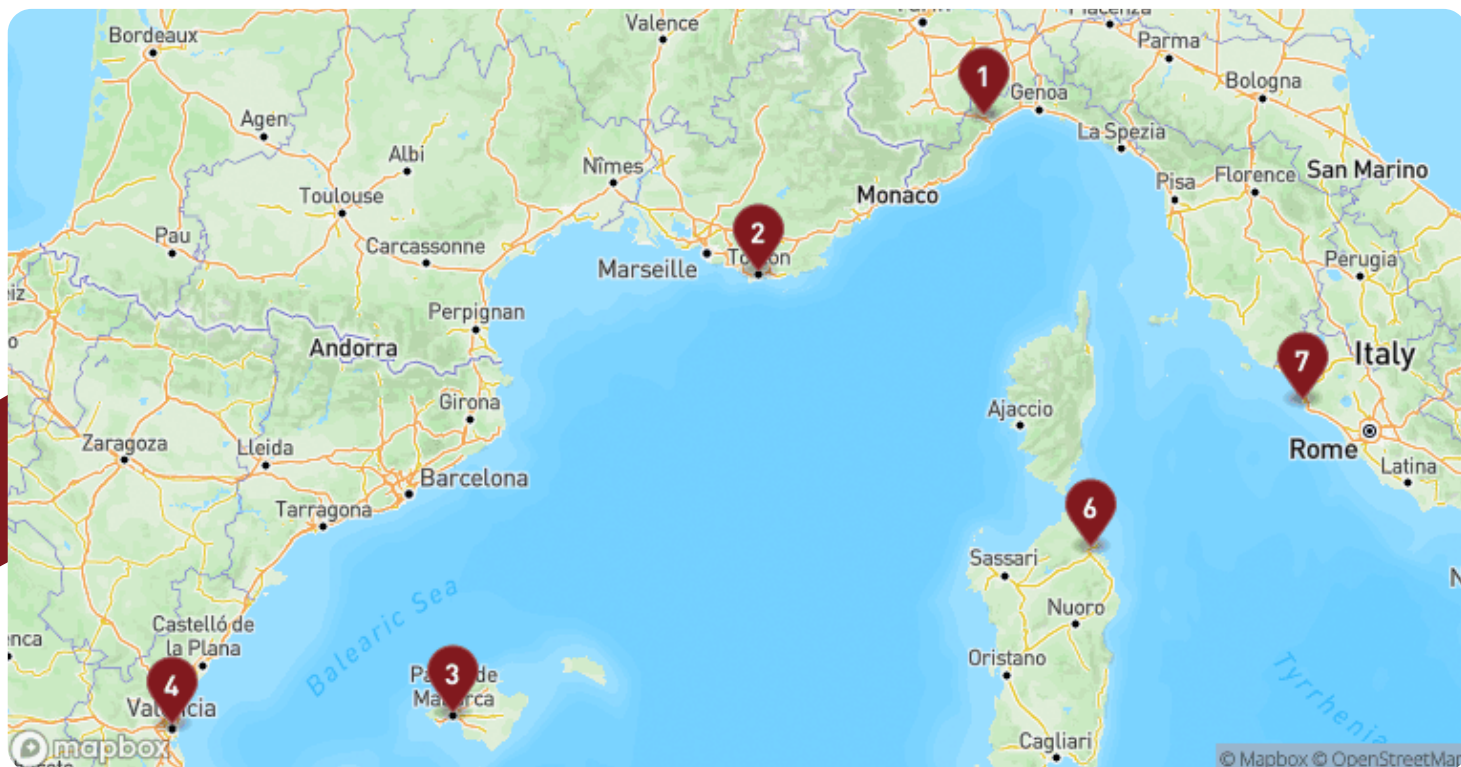 Bordeaux
Valence
Parma
1
Genoa
Bologna
Agen
La Spezia
Albi
Nîmes
San Marino
Pisa
Florence
Toulouse
Monaco
2
Pau
Carcassonne
Marseille
Perugia
Perpignan
Andorra
7
Italy
Girona
Ajaccio
Zaragoza
Lleida
Rome
Barcelona
Latina
6
Tarragona
Sassari
Balearic Sea
Nuoro
Castelló de
la Plana
Oristano
3
4
mapbox
Cagliari
© Mapbox © OpenStreetMap